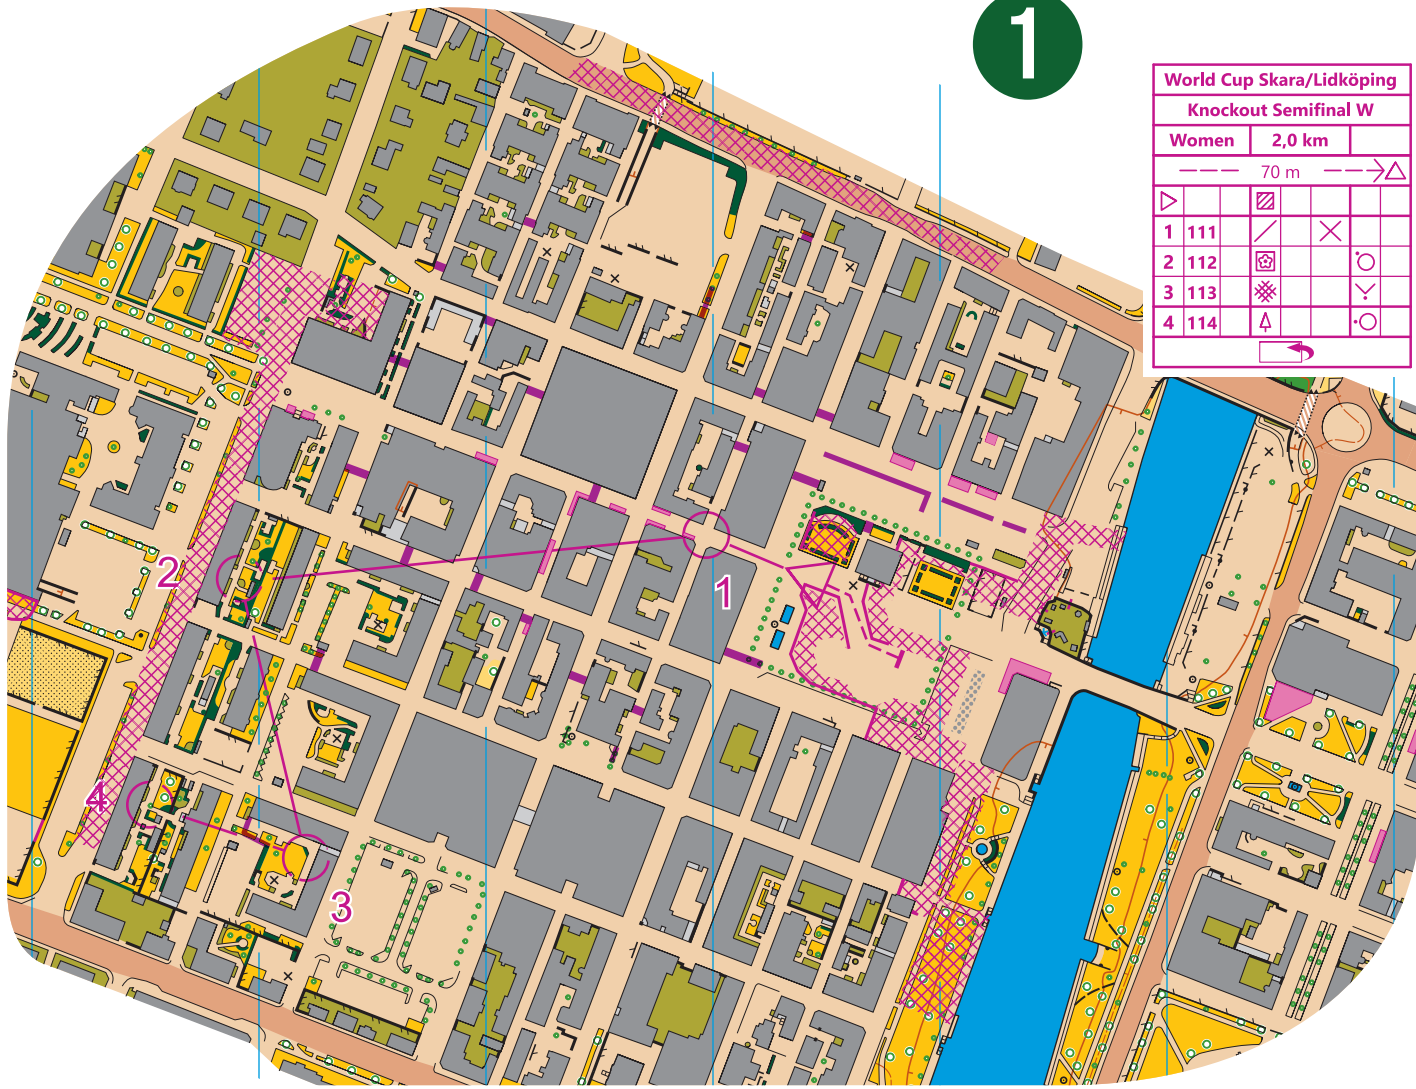 1
World Cup Skara/Lidköping
Knockout Semifinal W
Women 2,0 km
70 m
1 111
2 112
3 113
4 114
2
1
4
3